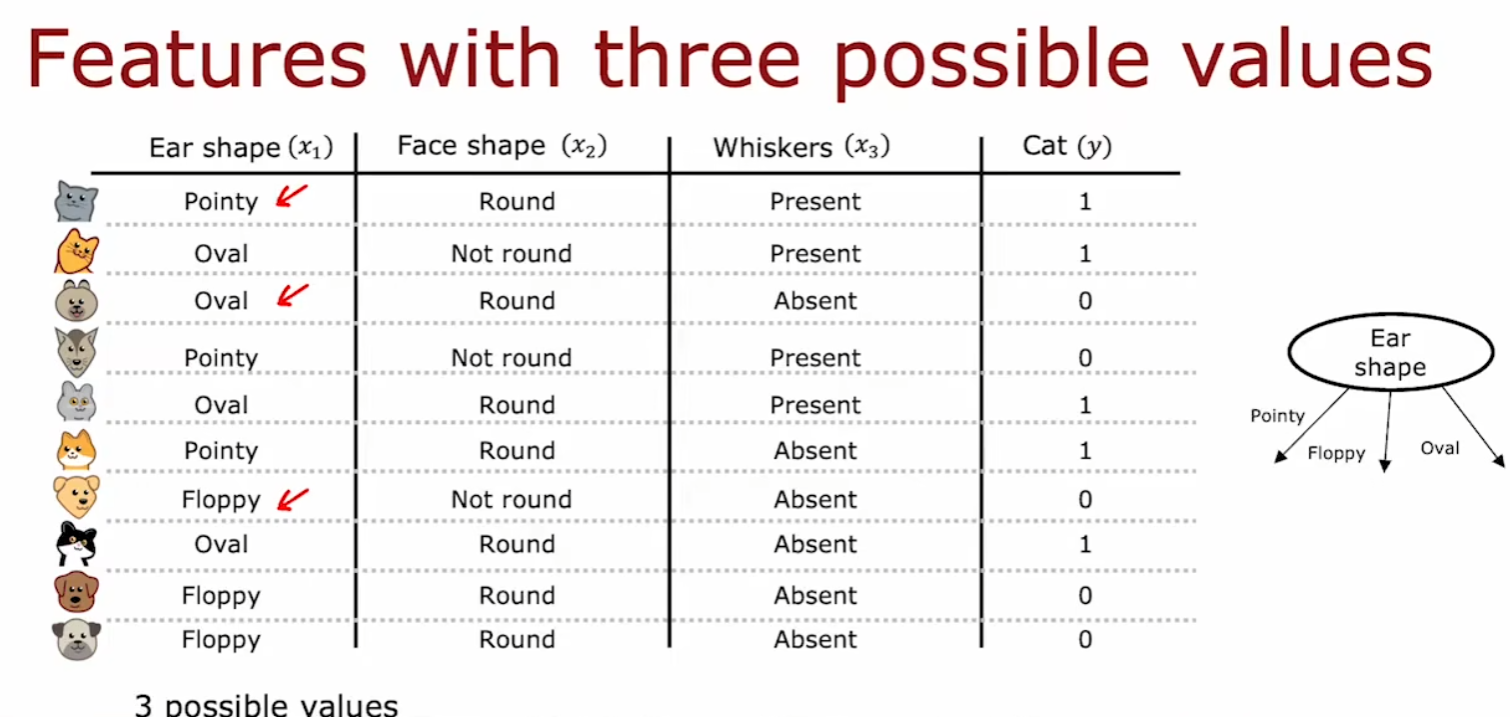 Features with three possible values
Ear shape (x₁) Face shape (x₂) Whiskers (x₃) Cat (y)
Pointy Round Present 1
Oval Not round Present 1
Oval Round Absent 0
Pointy Not round Present 0
Oval Round Present 1
Pointy Round Absent 1
Floppy Not round Absent 0
Oval Round Absent 1
Floppy Round Absent 0
Floppy Round Absent 0
3 possible values
Ear
shape
Pointy
Floppy
Oval